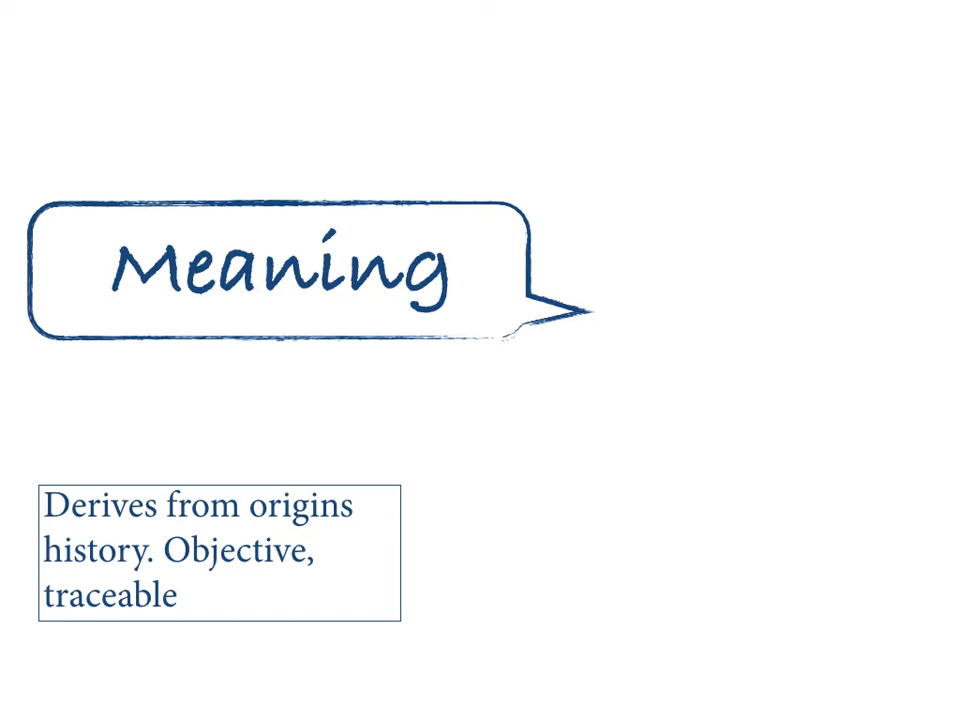 Meaning
Derives from origins
history. Objective,
traceable